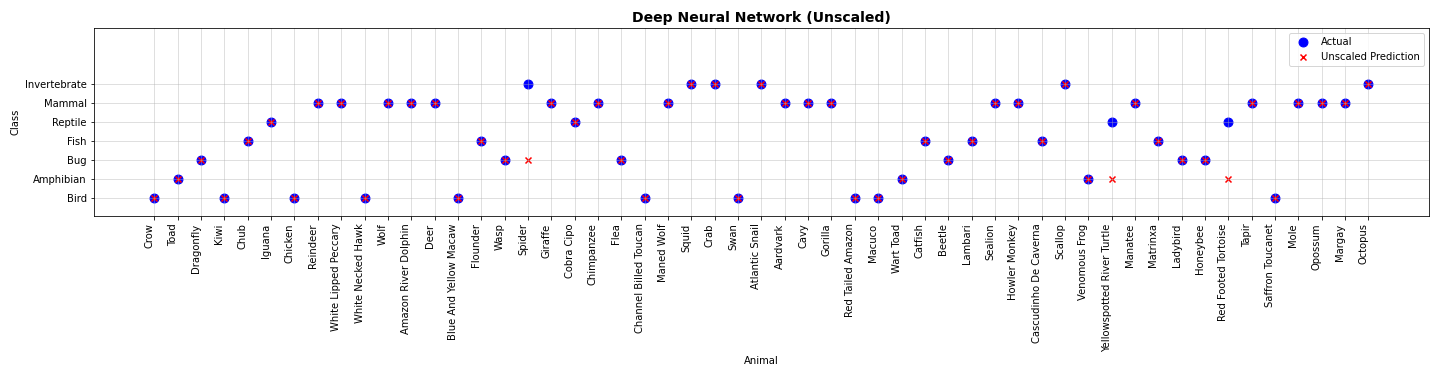 Deep Neural Network (Unscaled)
Actual
Unscaled Prediction
Class
Invertebrate
Mammal
Reptile
Fish
Bug
Amphibian
Bird
Crow
Toad
Dragonfly
Kiwi
Chub
Iguana
Chicken
Reindeer
White Lipped Peccary
White Necked Hawk
Wolf
Amazon River Dolphin
Deer
Blue And Yellow Macaw
Flounder
Wasp
Spider
Giraffe
Cobra Cipo
Chimpanzee
Flea
Channel Billed Toucan
Maned Wolf
Squid
Crab
Swan
Atlantic Snail
Aardvark
Cavy
Gorilla
Red Tailed Amazon
Macuco
Wart Toad
Catfish
Beetle
Lambari
Sealion
Howler Monkey
Cascudinho De Caverna
Scallop
Venomous Frog
Yellowspotted River Turtle
Manatee
Matrinxa
Ladybird
Honeybee
Red Footed Tortoise
Tapir
Saffron Toucanet
Mole
Opossum
Margay
Octopus
Animal